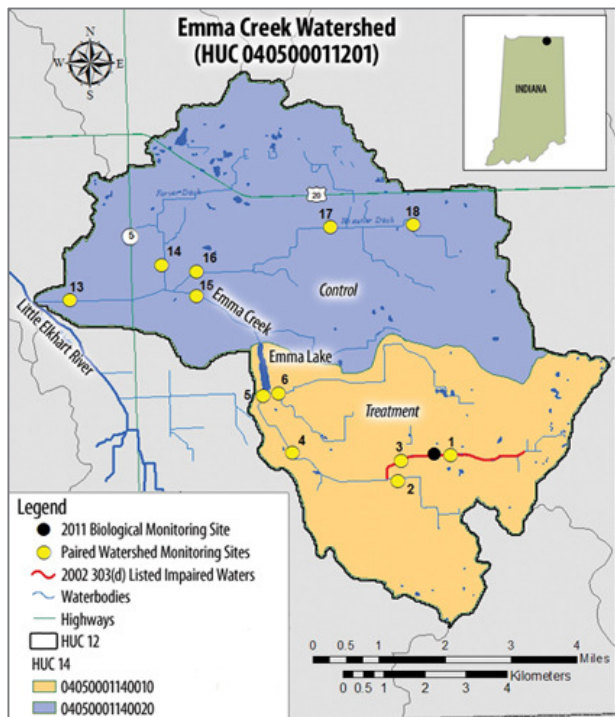 Emma Creek Watershed
(HUC 040500011201)
N
W
E
S
INDIANA
20
5
17
18
14
16
13
15
Control
Emma Creek
Little Elkhart River
Emma Lake
5
6
Treatment
4
3
1
2
Legend
2011 Biological Monitoring Site
Paired Watershed Monitoring Sites
2002 303(d) Listed Impaired Waters
Waterbodies
Highways
HUC 12
HUC 14
04050001140010
04050001140020
0 0.5 1 2 3 4
Miles
Kilometers
0 0.5 1 2 3 4